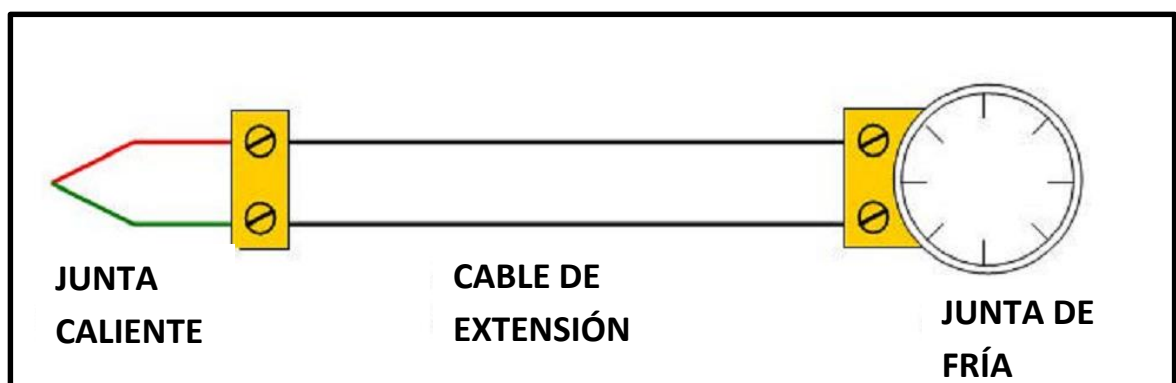 JUNTA
CALIENTE
CABLE DE
EXTENSIÓN
JUNTA DE
FRÍA